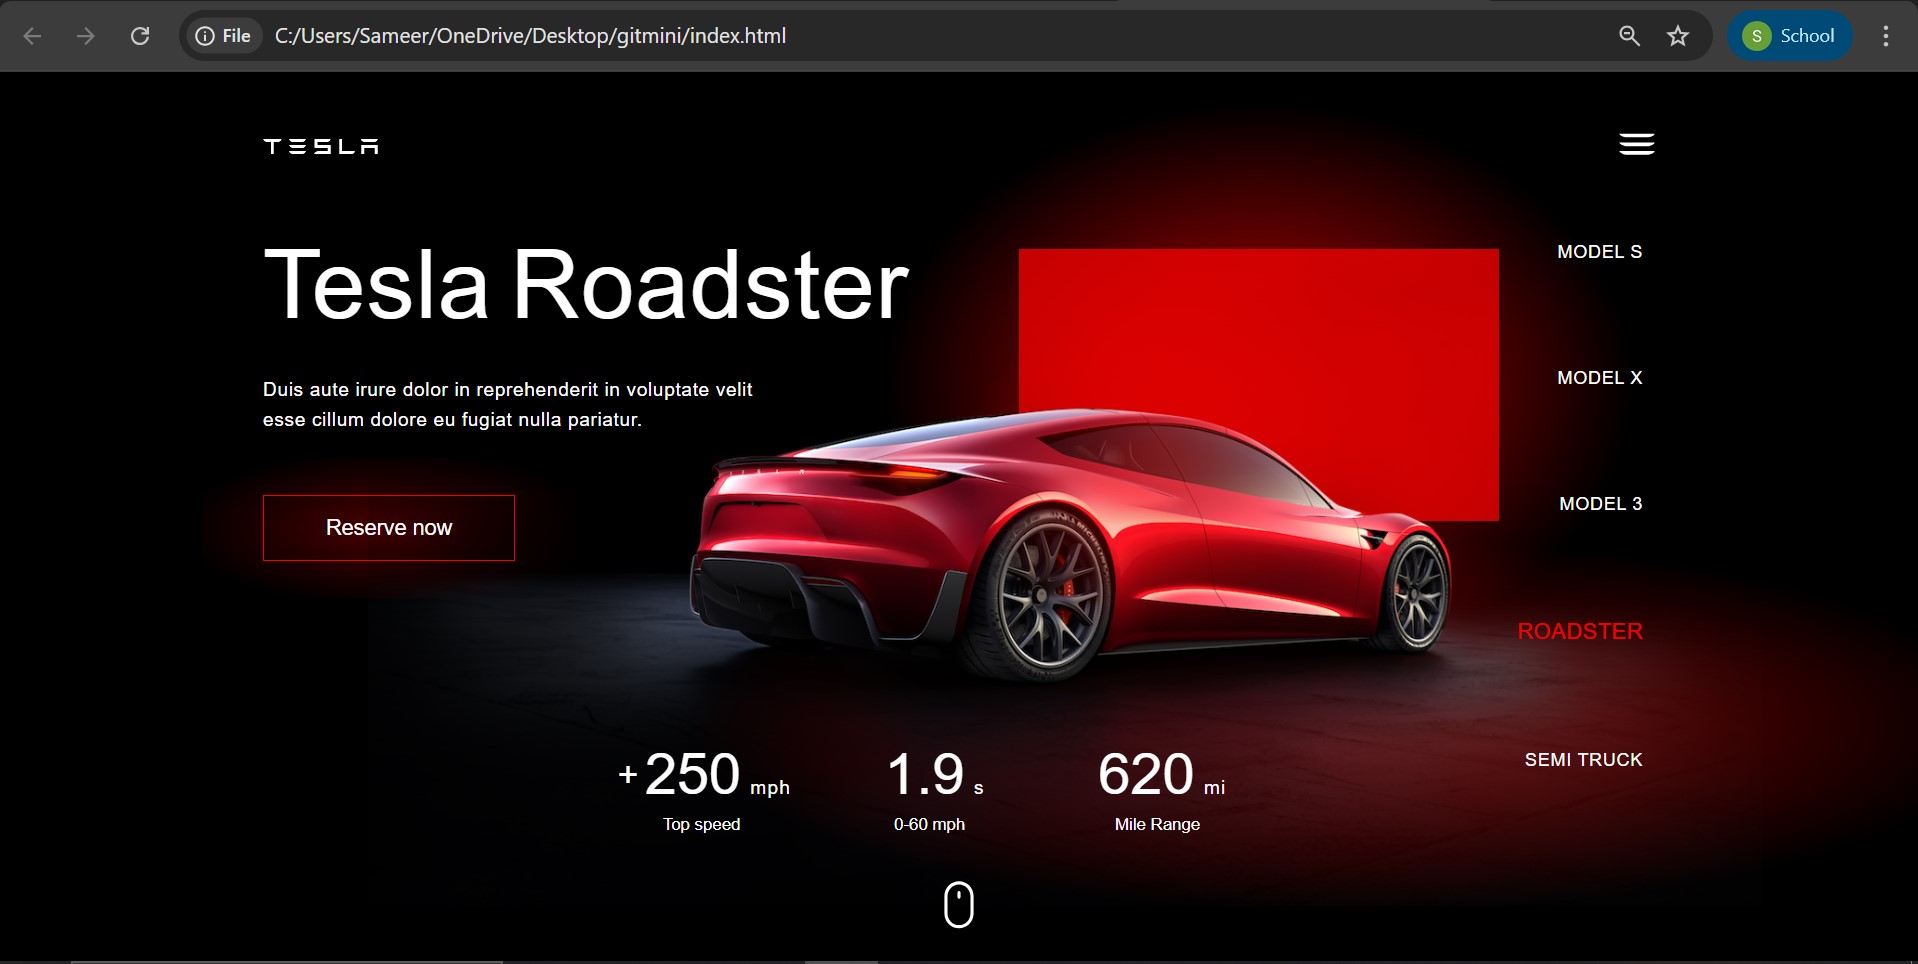 File
C:/Users/Sameer/OneDrive/Desktop/gitmini/index.html
S
School
TESLA
Tesla Roadster
Duis aute irure dolor in reprehenderit in voluptate velit
esse cillum dolore eu fugiat nulla pariatur.
Reserve now
TESLA
MODEL S
MODEL X
MODEL 3
ROADSTER
SEMI TRUCK
+250 mph
Top speed
1.9 s
0-60 mph
620 mi
Mile Range